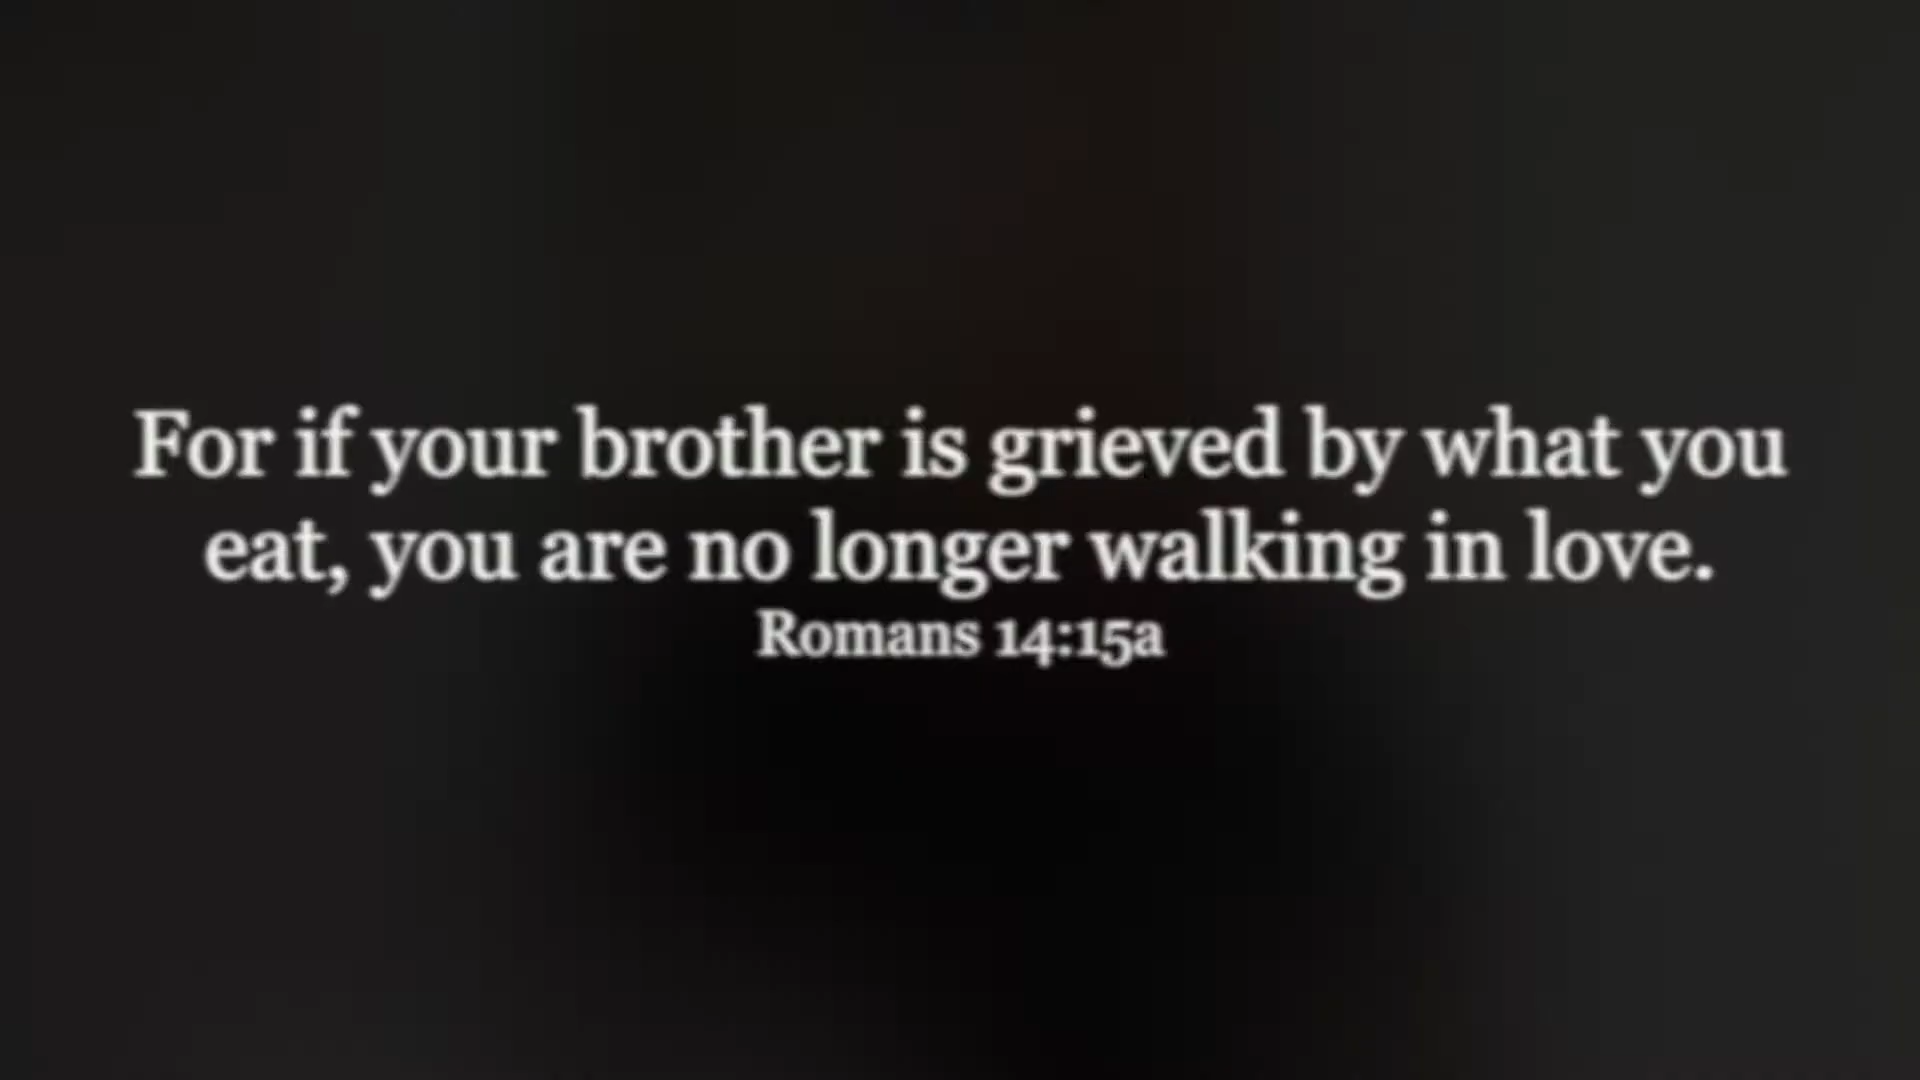 For if your brother is grieved by what you
eat, you are no longer walking in love.
Romans 14:15a